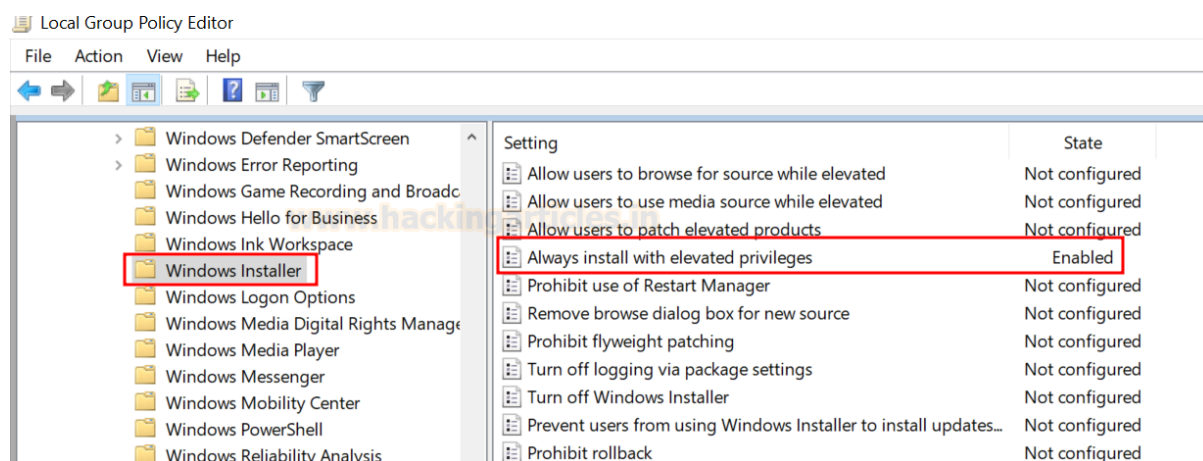 Local Group Policy Editor
File Action View Help
Windows Defender SmartScreen
Windows Error Reporting
Windows Game Recording and Broadc
Windows Hello for Business
Windows Ink Workspace
Windows Installer
Windows Logon Options
Windows Media Digital Rights Manage
Windows Media Player
Windows Messenger
Windows Mobility Center
Windows PowerShell
Windows Reliability Analysis
Setting State
Allow users to browse for source while elevated Not configured
Allow users to use media source while elevated Not configured
Allow users to patch elevated products Not configured
Always install with elevated privileges Enabled
Prohibit use of Restart Manager Not configured
Remove browse dialog box for new source Not configured
Prohibit flyweight patching Not configured
Turn off logging via package settings Not configured
Turn off Windows Installer Not configured
Prevent users from using Windows Installer to install updates... Not configured
Prohibit rollback Not configured
www.hackingarticles.in